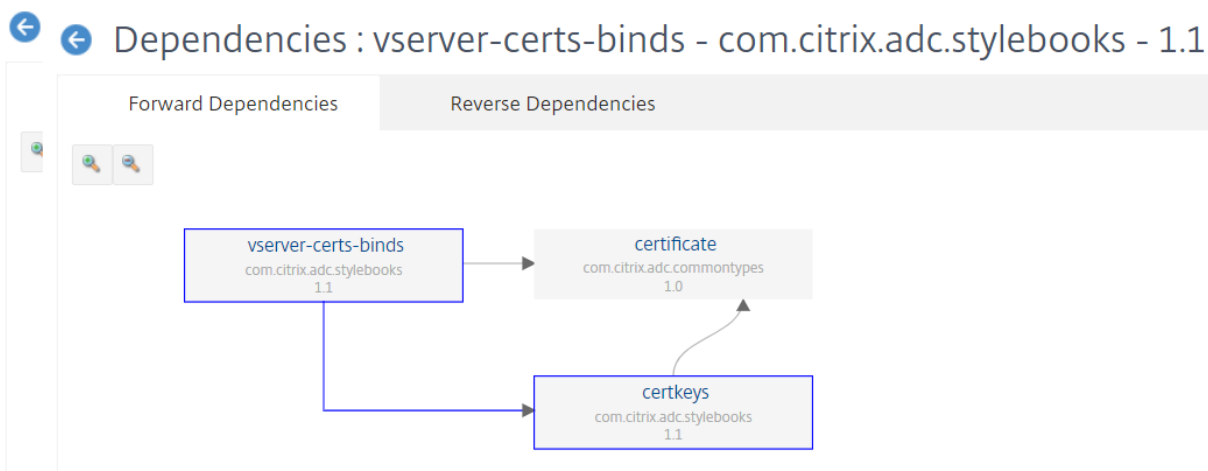 Dependencies : vserver-certs-binds - com.citrix.adc.stylebooks - 1.1
Forward Dependencies
Reverse Dependencies
vserver-certs-binds
com.citrix.adc.stylebooks
1.1
certificate
com.citrix.adc.commontypes
1.0
certkeys
com.citrix.adc.stylebooks
1.1